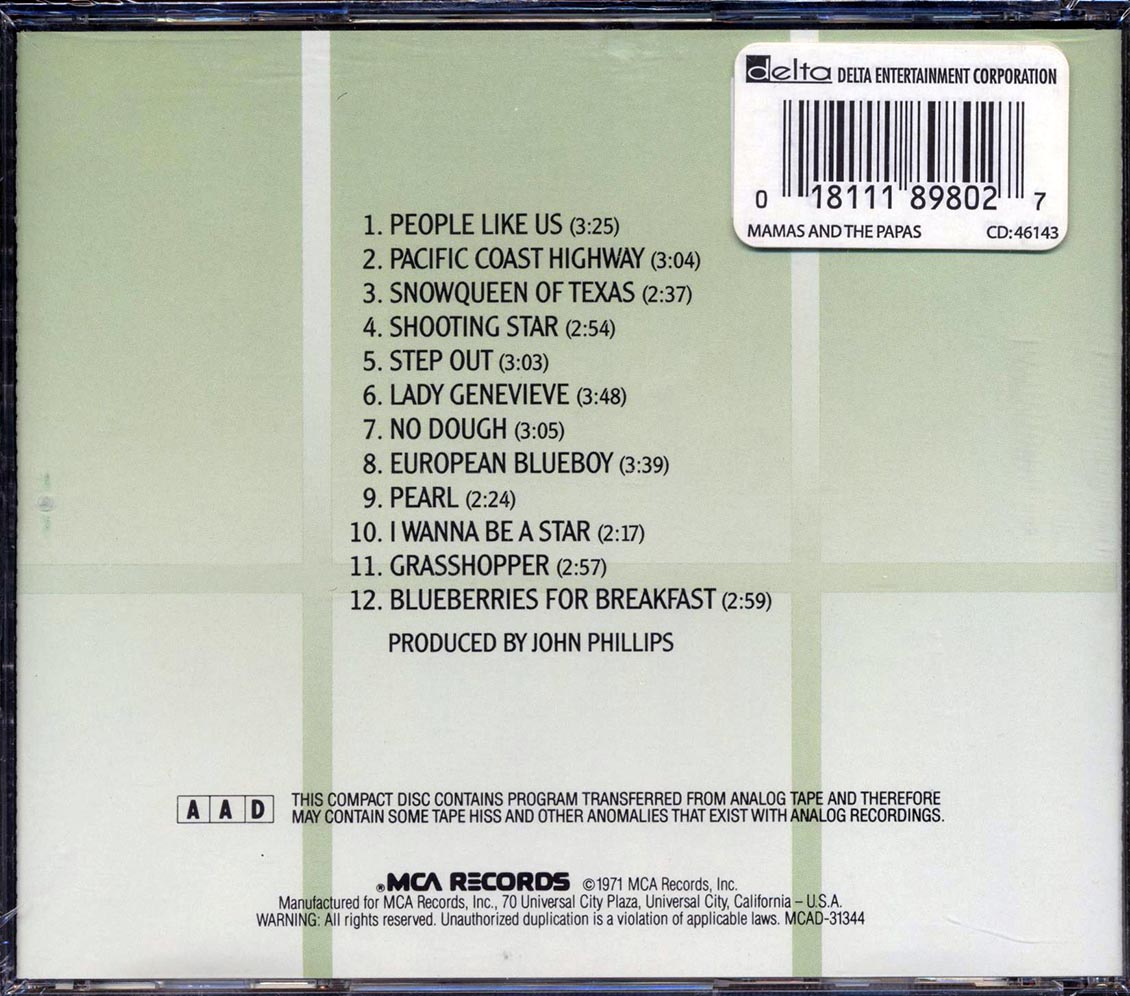 delta DELTA ENTERTAINMENT CORPORATION
0 18111 89802 7
MAMAS AND THE PAPAS CD:46143
1. PEOPLE LIKE US (3:25)
2. PACIFIC COAST HIGHWAY (3:04)
3. SNOWQUEEN OF TEXAS (2:37)
4. SHOOTING STAR (2:54)
5. STEP OUT (3:03)
6. LADY GENEVIEVE (3:48)
7. NO DOUGH (3:05)
8. EUROPEAN BLUEBOY (3:39)
9. PEARL (2:24)
10. I WANNA BE A STAR (2:17)
11. GRASSHOPPER (2:57)
12. BLUEBERRIES FOR BREAKFAST (2:59)
PRODUCED BY JOHN PHILLIPS
A A D THIS COMPACT DISC CONTAINS PROGRAM TRANSFERRED FROM ANALOG TAPE AND THEREFORE
MAY CONTAIN SOME TAPE HISS AND OTHER ANOMALIES THAT EXIST WITH ANALOG RECORDINGS.
® MCA RECORDS ©1971 MCA Records, Inc.
Manufactured for MCA Records, Inc., 70 Universal City Plaza, Universal City, California – U.S.A.
WARNING: All rights reserved. Unauthorized duplication is a violation of applicable laws. MCAD-31344